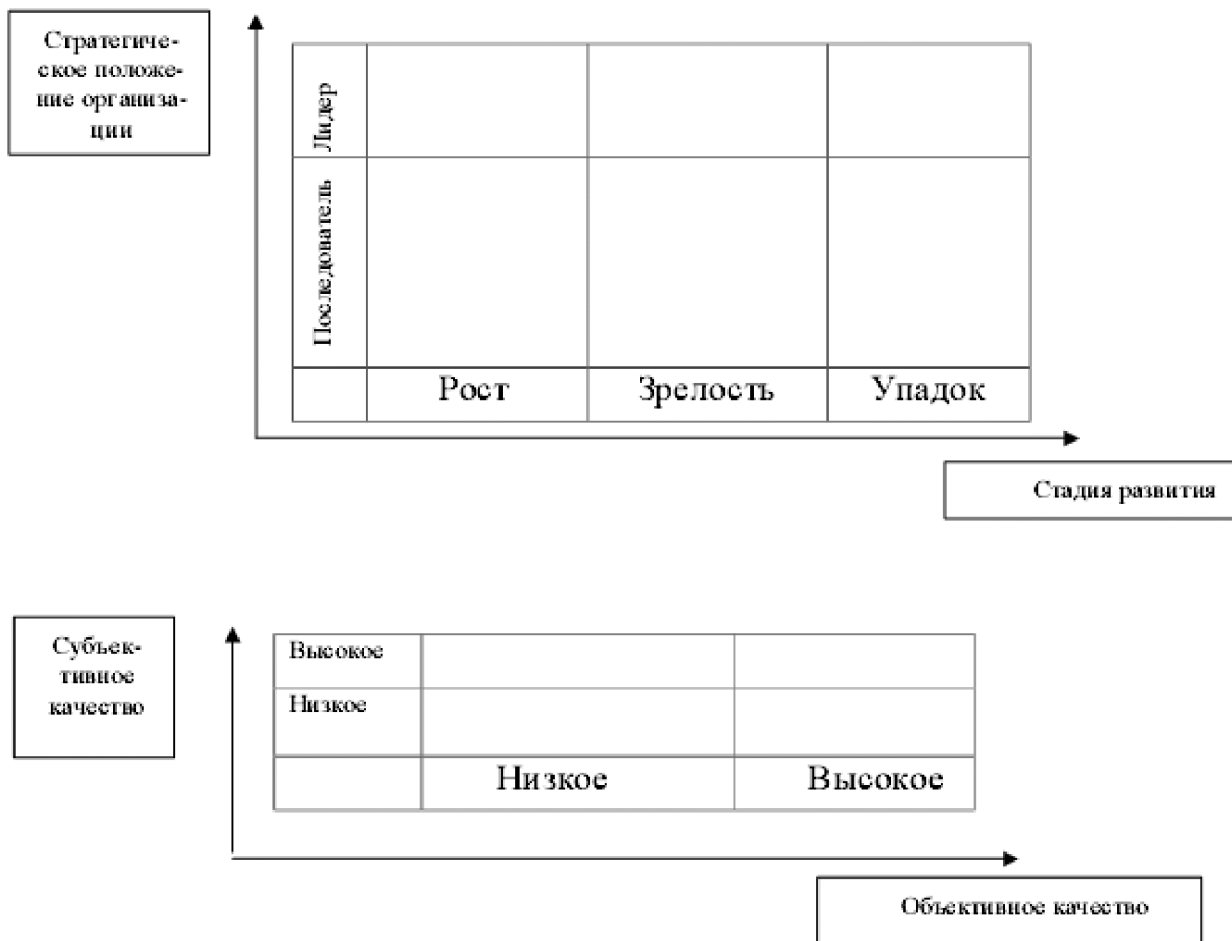 Стратегиче-
ское положе-
ние организа-
ции
Лидер
Последователь
Рост Зрелость Упадок
Стадия развития
Субъек-
тивное
качество
Высокое
Низкое
Низкое Высокое
Объективное качество